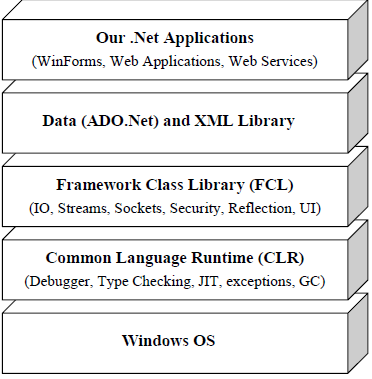 Our .Net Applications
(WinForms, Web Applications, Web Services)
Data (ADO.Net) and XML Library
Framework Class Library (FCL)
(IO, Streams, Sockets, Security, Reflection, UI)
Common Language Runtime (CLR)
(Debugger, Type Checking, JIT, exceptions, GC)
Windows OS